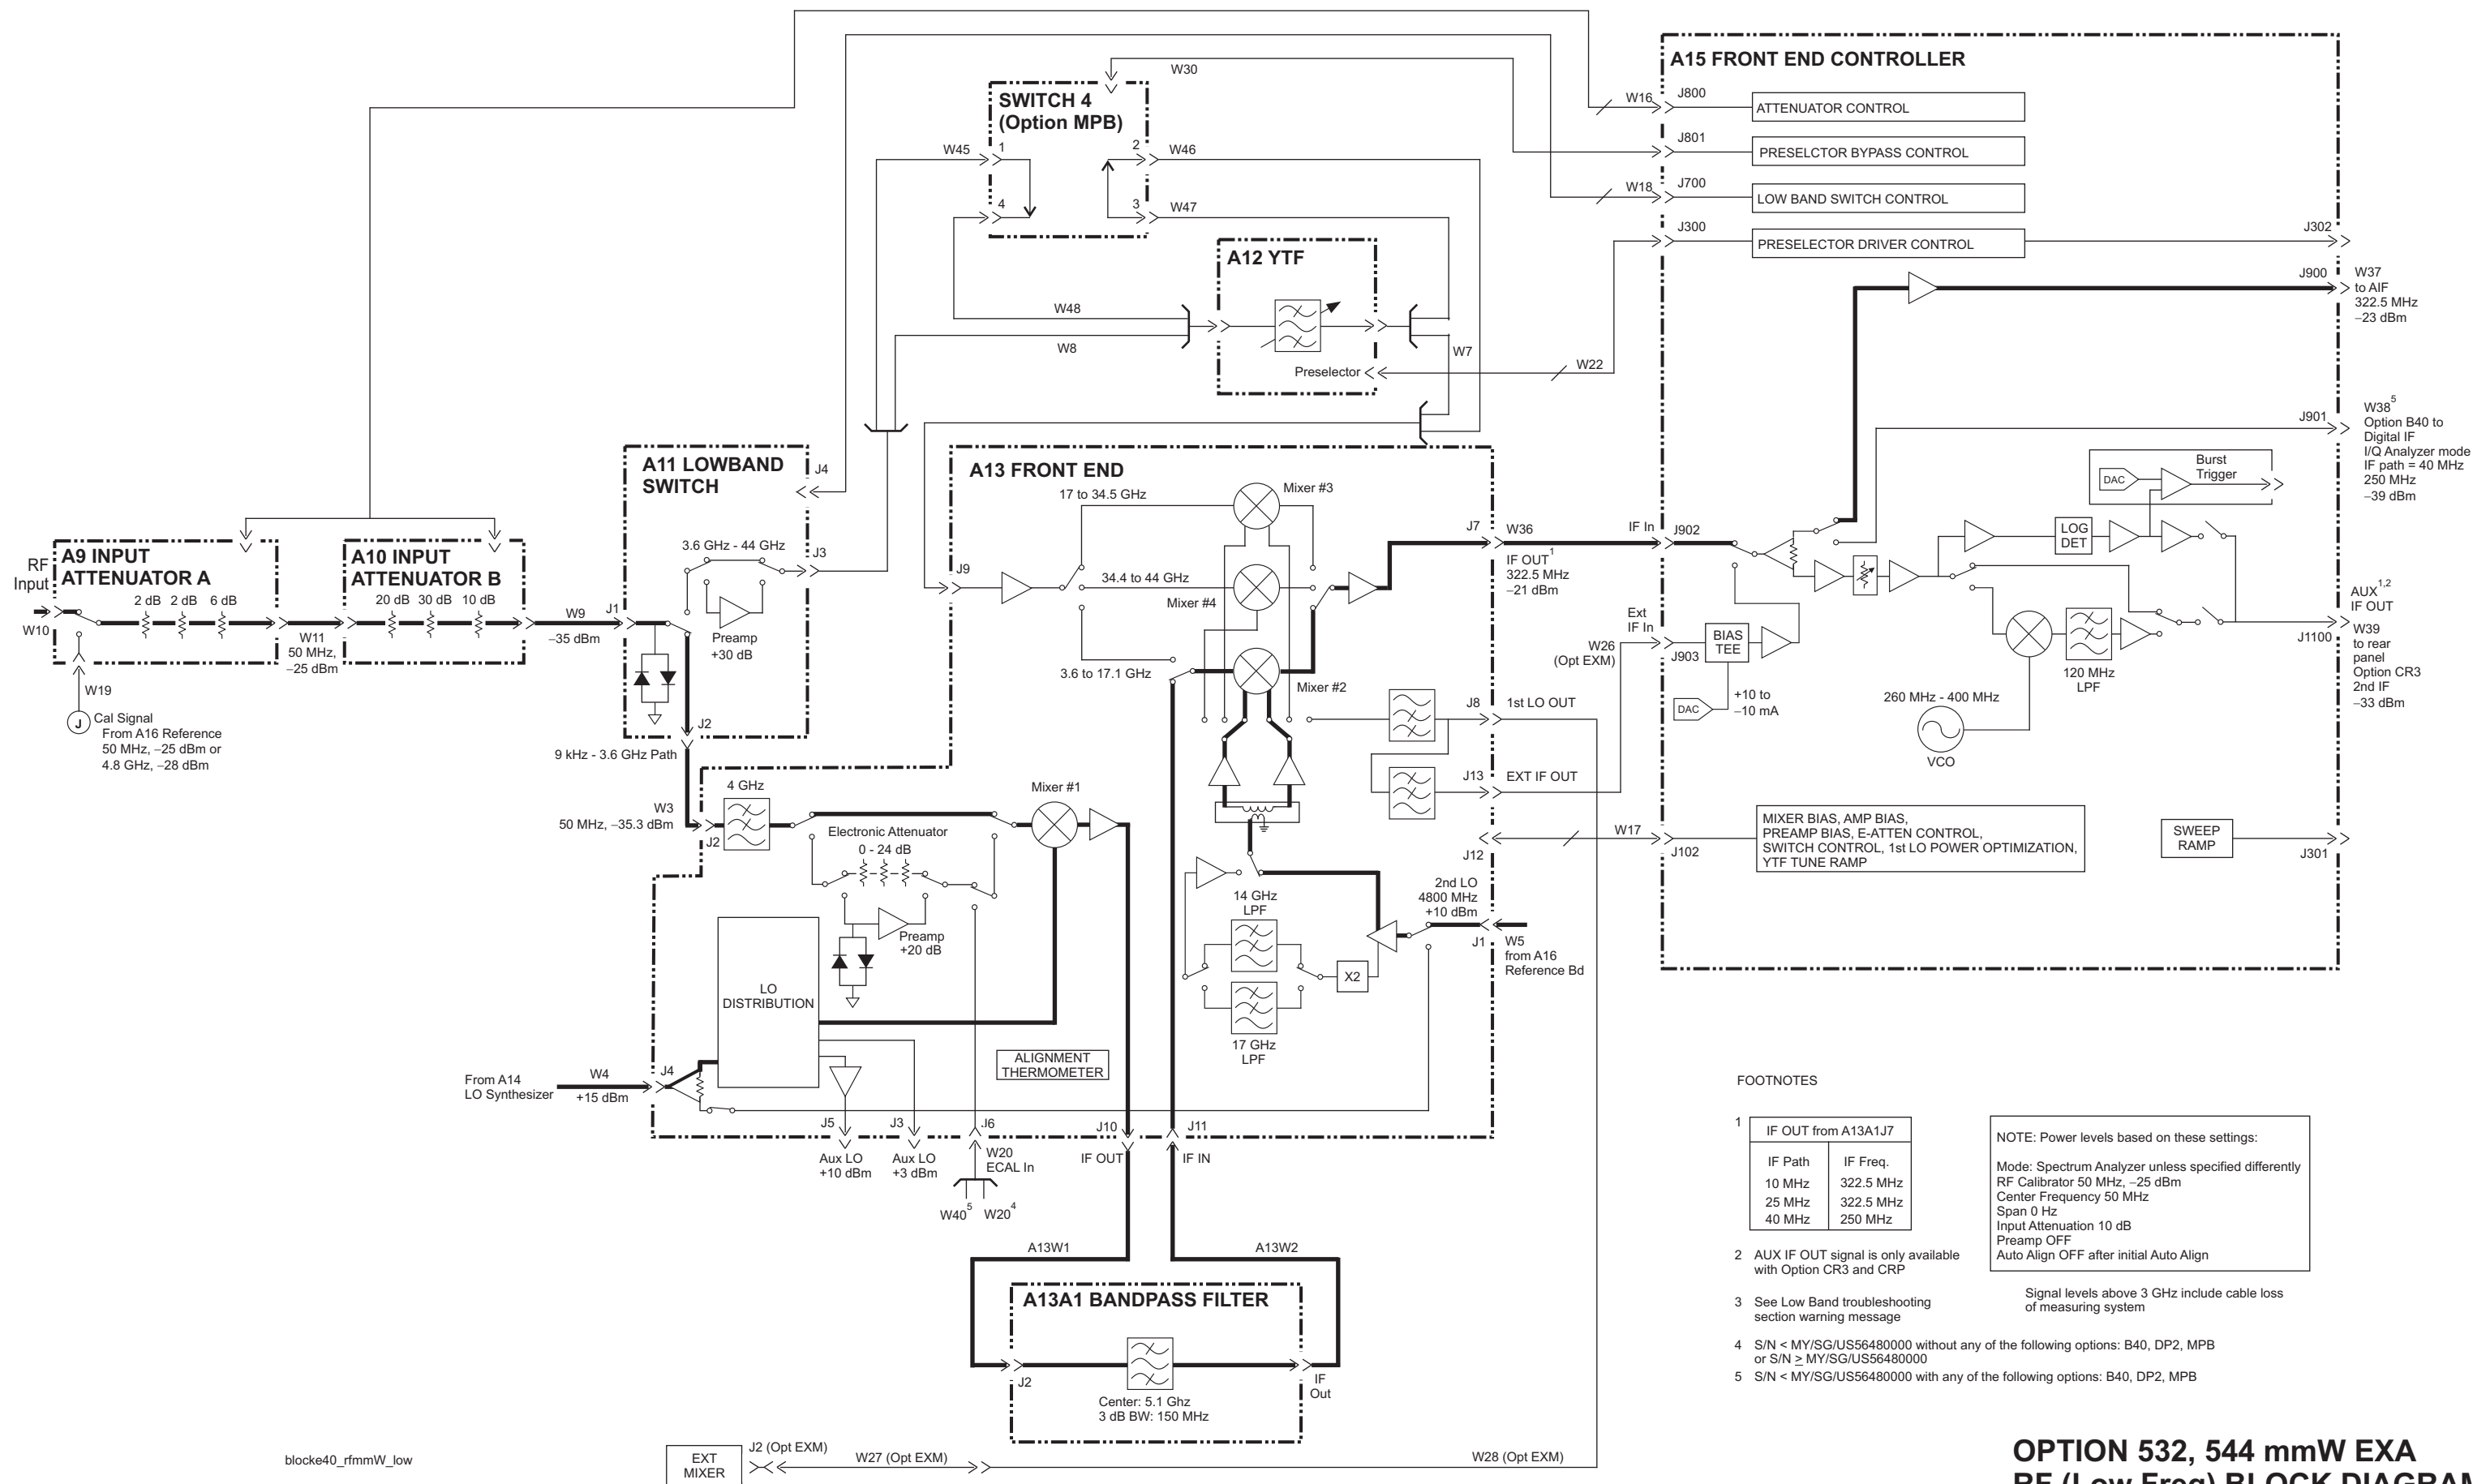 W30
A15 FRONT END CONTROLLER
SWITCH 4
(Option MPB)
W16
J800
ATTENUATOR CONTROL
J801
PRESELCTOR BYPASS CONTROL
W18
J700
LOW BAND SWITCH CONTROL
J300
PRESELECTOR DRIVER CONTROL
J302
W45
1
2
W46
4
3
W47
A12 YTF
W48
W8
W7
Preselector
W22
J900
W37
to AIF
322.5 MHz
–23 dBm
J901
W38⁵
Option B40 to
Digital IF
I/Q Analyzer mode
IF path = 40 MHz
250 MHz
–39 dBm
Burst
Trigger
DAC
LOG
DET
A11 LOWBAND
SWITCH
J4
3.6 GHz - 44 GHz
J3
Preamp
+30 dB
J1
J2
9 kHz - 3.6 GHz Path
RF
Input
A9 INPUT
ATTENUATOR A
2 dB
2 dB
6 dB
W10
W19
J
Cal Signal
From A16 Reference
50 MHz, –25 dBm or
4.8 GHz, –28 dBm
W11
50 MHz,
–25 dBm
A10 INPUT
ATTENUATOR B
20 dB
30 dB
10 dB
W9
–35 dBm
A13 FRONT END
17 to 34.5 GHz
Mixer #3
J9
34.4 to 44 GHz
Mixer #4
3.6 to 17.1 GHz
Mixer #2
J7
W36
IF OUT¹
322.5 MHz
–21 dBm
IF In
J902
Ext
IF In
W26
(Opt EXM)
J903
BIAS
TEE
DAC
+10 to
–10 mA
260 MHz - 400 MHz
VCO
120 MHz
LPF
AUX¹,²
IF OUT
J1100
W39
to rear
panel
Option CR3
2nd IF
–33 dBm
J8
1st LO OUT
J13
EXT IF OUT
W3
50 MHz, –35.3 dBm
J2
4 GHz
Electronic Attenuator
0 - 24 dB
Preamp
+20 dB
Mixer #1
W17
J12
J102
MIXER BIAS, AMP BIAS,
PREAMP BIAS, E-ATTEN CONTROL,
SWITCH CONTROL, 1st LO POWER OPTIMIZATION,
YTF TUNE RAMP
SWEEP
RAMP
J301
2nd LO
4800 MHz
+10 dBm
J1
W5
from A16
Reference Bd
14 GHz
LPF
X2
17 GHz
LPF
LO
DISTRIBUTION
ALIGNMENT
THERMOMETER
From A14
LO Synthesizer
W4
+15 dBm
J4
J5
Aux LO
+10 dBm
J3
Aux LO
+3 dBm
J6
W20
ECAL In
W40⁵
W20⁴
J10
IF OUT
J11
IF IN
A13W1
A13W2
A13A1 BANDPASS FILTER
J2
Center: 5.1 Ghz
3 dB BW: 150 MHz
IF
Out
FOOTNOTES
1
IF OUT from A13A1J7
IF Path IF Freq.
10 MHz 322.5 MHz
25 MHz 322.5 MHz
40 MHz 250 MHz
2 AUX IF OUT signal is only available
with Option CR3 and CRP
3 See Low Band troubleshooting
section warning message
4 S/N < MY/SG/US56480000 without any of the following options: B40, DP2, MPB
or S/N ≥ MY/SG/US56480000
5 S/N < MY/SG/US56480000 with any of the following options: B40, DP2, MPB
NOTE: Power levels based on these settings:
Mode: Spectrum Analyzer unless specified differently
RF Calibrator 50 MHz, –25 dBm
Center Frequency 50 MHz
Span 0 Hz
Input Attenuation 10 dB
Preamp OFF
Auto Align OFF after initial Auto Align
Signal levels above 3 GHz include cable loss
of measuring system
blocke40_rfmmW_low
EXT
MIXER
J2 (Opt EXM)
W27 (Opt EXM)
W28 (Opt EXM)
OPTION 532, 544 mmW EXA
RF (Low Freq) BLOCK DIAGRAM